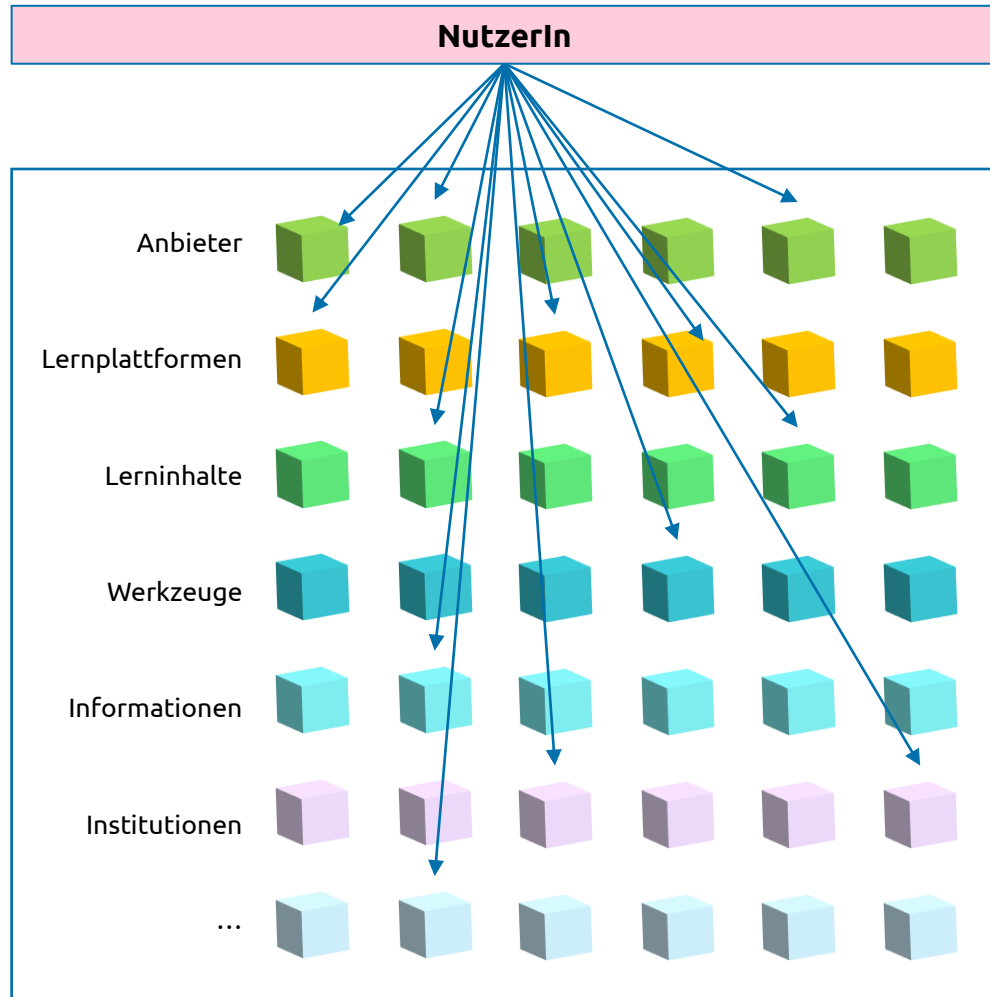 NutzerIn
Anbieter
Lernplattformen
Lerninhalte
Werkzeuge
Informationen
Institutionen
...